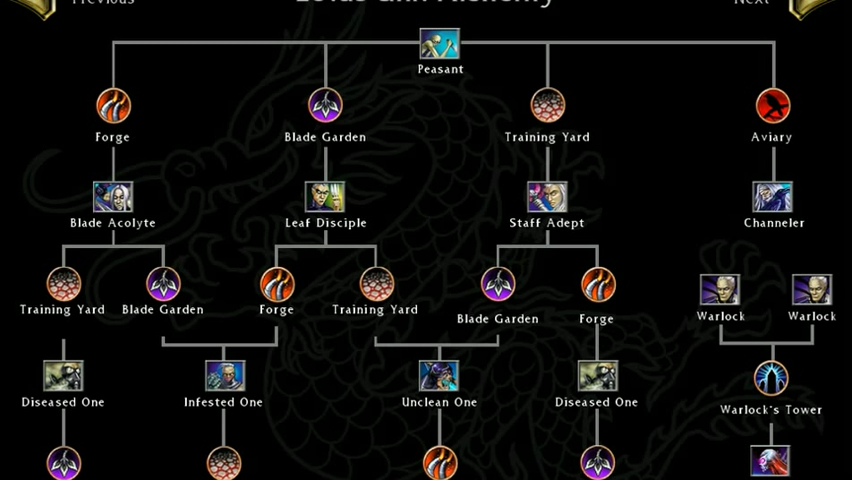 Previous
Next
Peasant
Forge
Blade Garden
Training Yard
Aviary
Blade Acolyte
Leaf Disciple
Staff Adept
Channeler
Training Yard
Blade Garden
Forge
Training Yard
Blade Garden
Forge
Warlock
Warlock
Diseased One
Infested One
Unclean One
Diseased One
Warlock's Tower